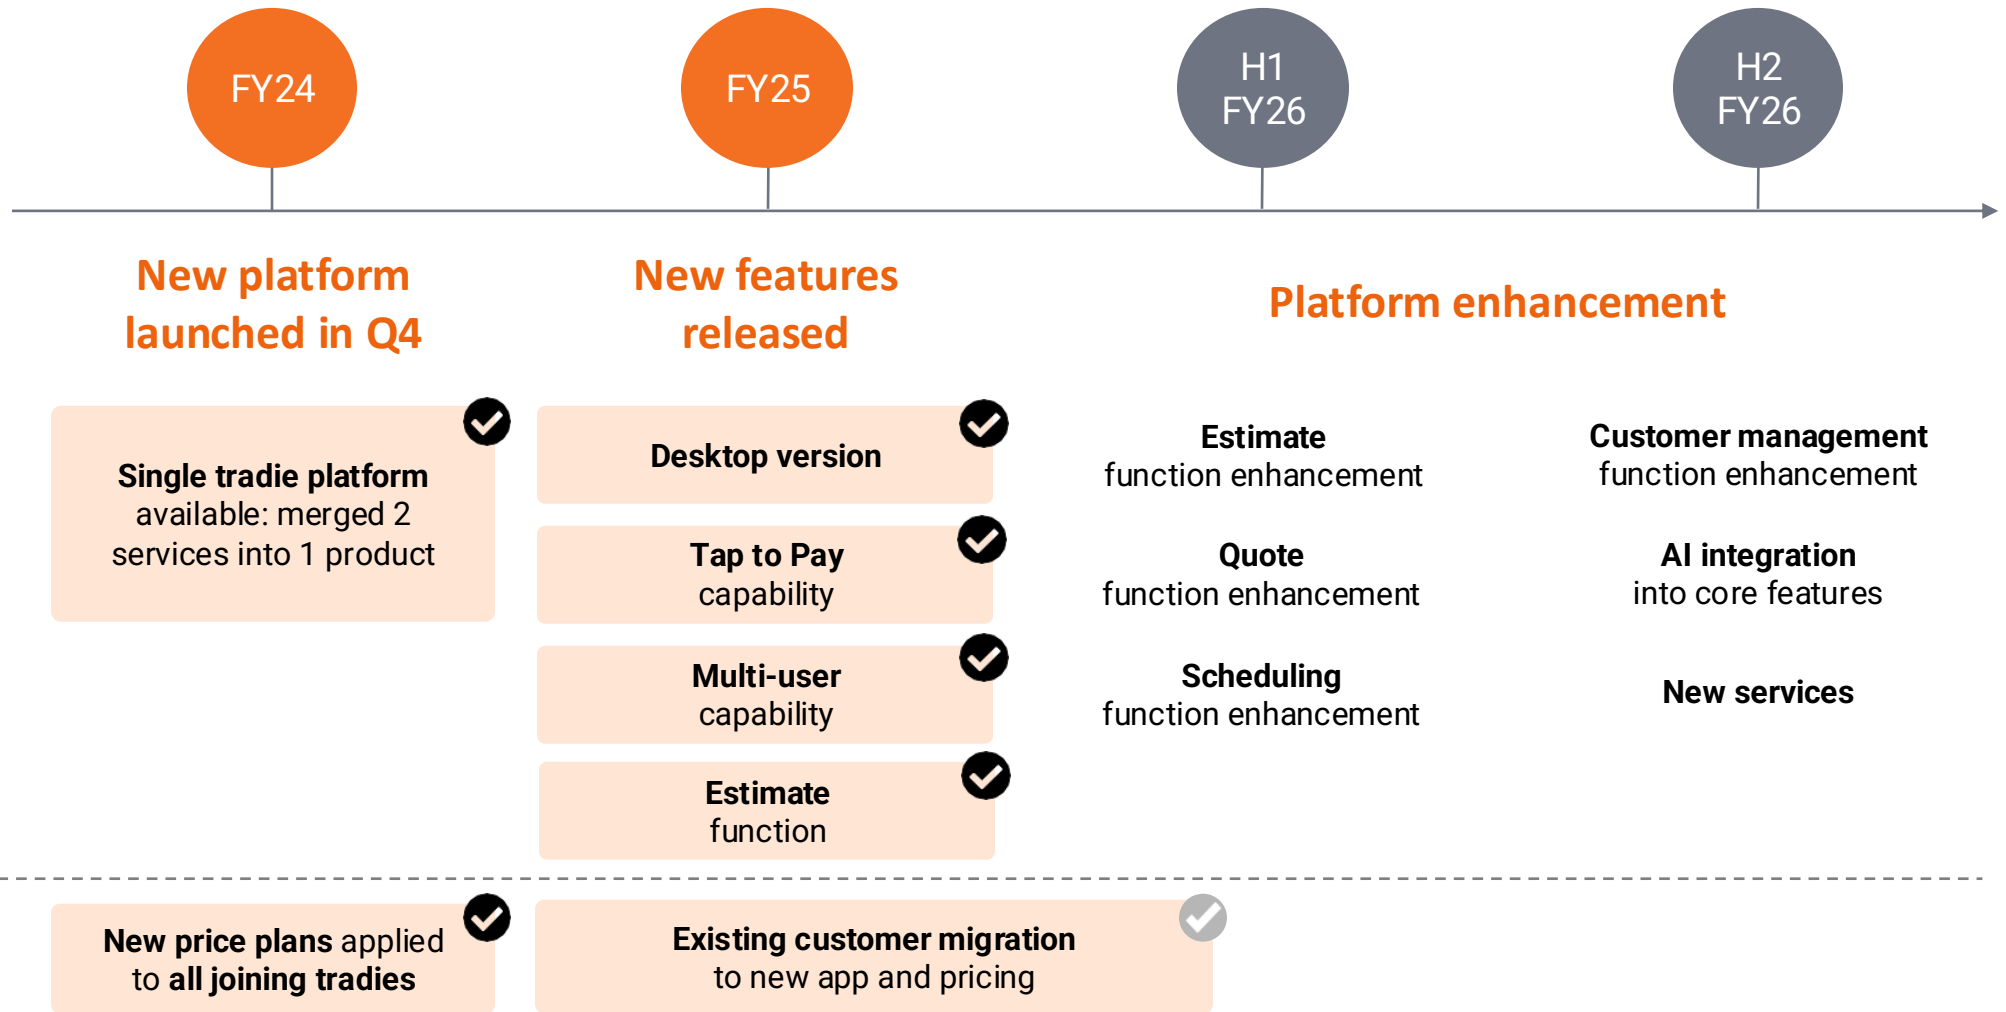 FY24
FY25
H1
FY26
H2
FY26
New platform
launched in Q4
New features
released
Platform enhancement
Single tradie platform
available: merged 2
services into 1 product
Desktop version
Tap to Pay
capability
Multi-user
capability
Estimate
function
Estimate
function enhancement
Quote
function enhancement
Scheduling
function enhancement
Customer management
function enhancement
AI integration
into core features
New services
New price plans applied
to all joining tradies
Existing customer migration
to new app and pricing